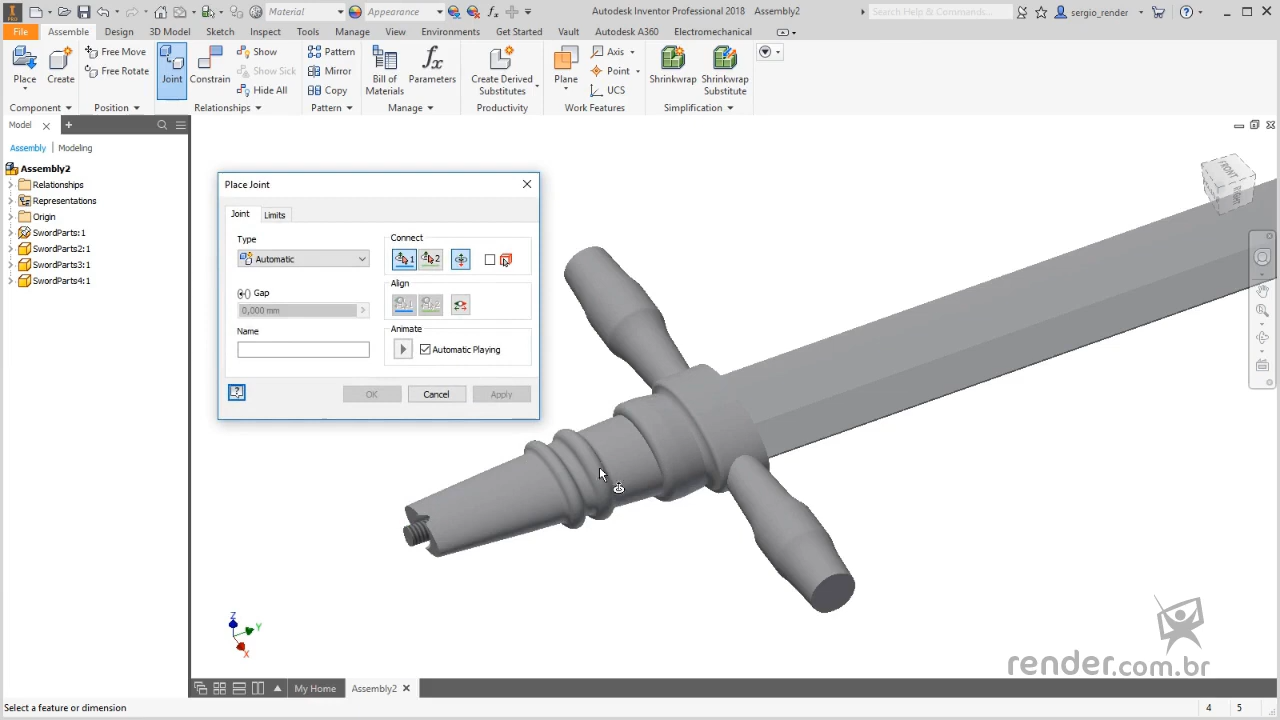 Material
Appearance
Autodesk Inventor Professional 2018 Assembly2
Search Help & Commands...
sergio_render
File Assemble Design 3D Model Sketch Inspect Tools Manage View Environments Get Started Vault Autodesk A360 Electromechanical
Place
Create
Free Move
Free Rotate
Joint
Constrain
Show
Show Sick
Hide All
Pattern
Mirror
Copy
Bill of
Materials
Parameters
Create Derived
Substitutes
Plane
Axis
Point
UCS
Shrinkwrap
Shrinkwrap
Substitute
Component Position Relationships Pattern Manage Productivity Work Features Simplification
Model
Assembly Modeling
Assembly2
Relationships
Representations
Origin
SwordParts:1
SwordParts2:1
SwordParts3:1
SwordParts4:1
Place Joint
Joint Limits
Type
Automatic
Gap
0,000 mm
Name
Connect
1 2
Align
Animate
Automatic Playing
OK Cancel Apply
FRONT
Z
Y
X
render.com.br
My Home Assembly2
Select a feature or dimension
4 5